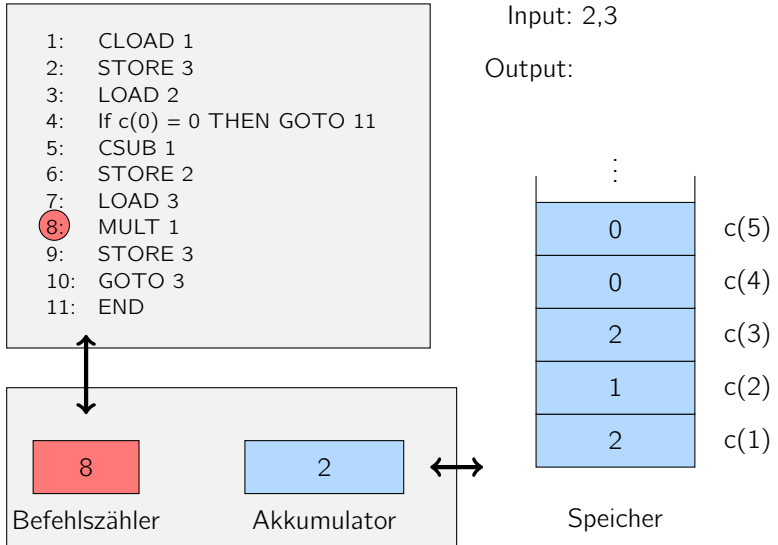 1: CLOAD 1
2: STORE 3
3: LOAD 2
4: If c(0) = 0 THEN GOTO 11
5: CSUB 1
6: STORE 2
7: LOAD 3
8: MULT 1
9: STORE 3
10: GOTO 3
11: END
Input: 2,3
Output:
⋮
0 c(5)
0 c(4)
2 c(3)
1 c(2)
2 c(1)
Speicher
8 2
Befehlszähler Akkumulator